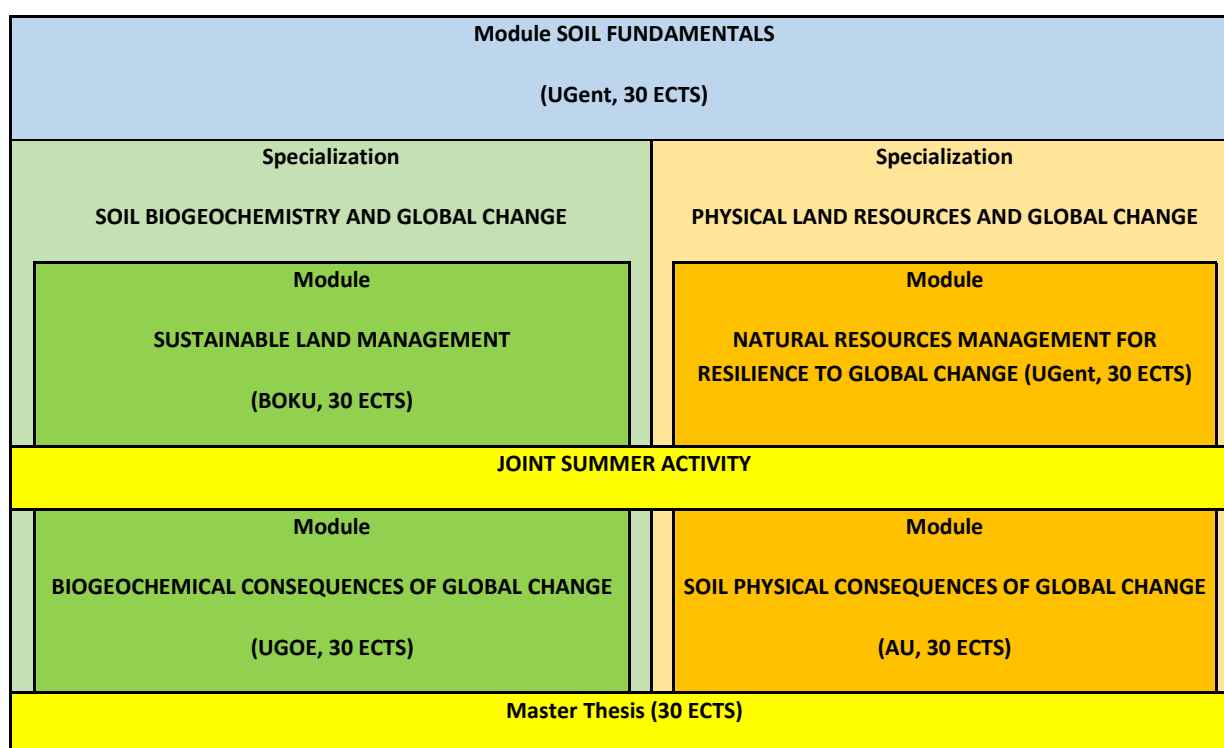 Module SOIL FUNDAMENTALS
(UGent, 30 ECTS)
Specialization
SOIL BIOGEOCHEMISTRY AND GLOBAL CHANGE
Module
SUSTAINABLE LAND MANAGEMENT
(BOKU, 30 ECTS)
Specialization
PHYSICAL LAND RESOURCES AND GLOBAL CHANGE
Module
NATURAL RESOURCES MANAGEMENT FOR
RESILIENCE TO GLOBAL CHANGE (UGent, 30 ECTS)
JOINT SUMMER ACTIVITY
Module
BIOGEOCHEMICAL CONSEQUENCES OF GLOBAL CHANGE
(UGOE, 30 ECTS)
Module
SOIL PHYSICAL CONSEQUENCES OF GLOBAL CHANGE
(AU, 30 ECTS)
Master Thesis (30 ECTS)